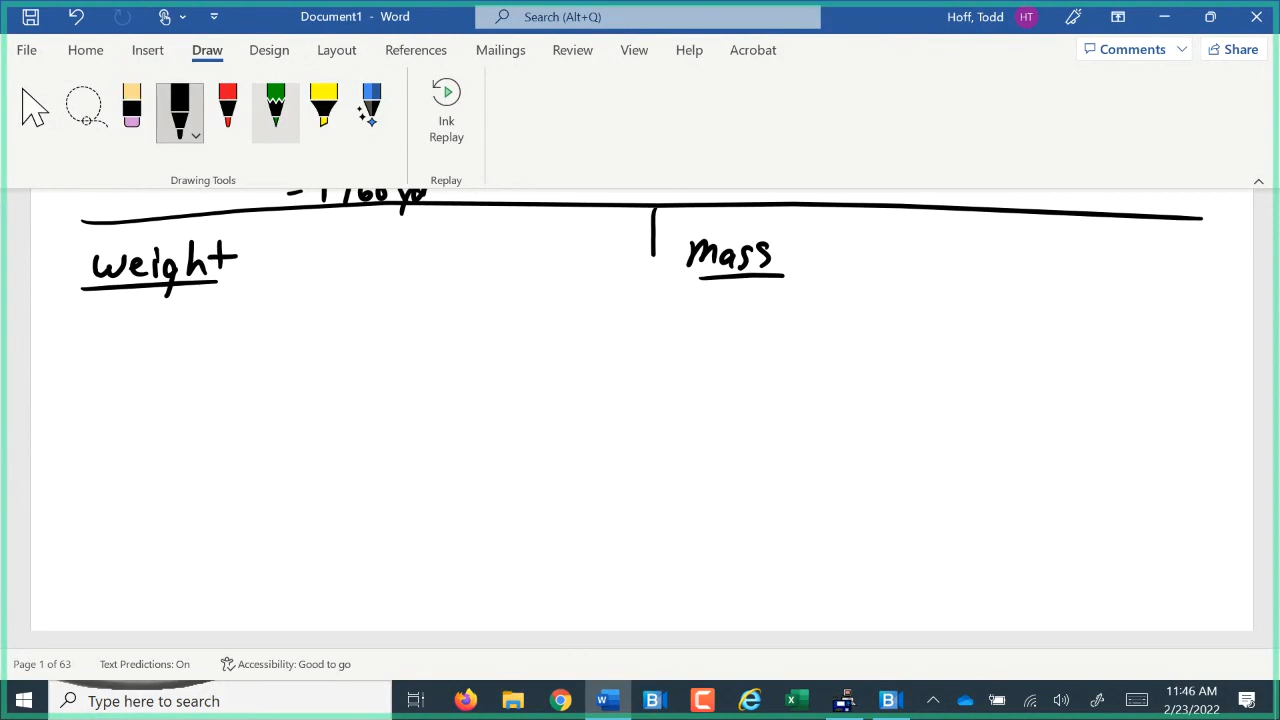 Document1 - Word
Search (Alt+Q)
Hoff, Todd
HT
File Home Insert Draw Design Layout References Mailings Review View Help Acrobat
Comments Share
Ink Replay
Drawing Tools
Replay
= 1760 yd
weight
mass
Page 1 of 63 Text Predictions: On Accessibility: Good to go
Type here to search
11:46 AM
2/23/2022